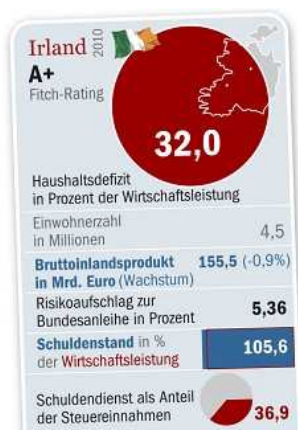 Irland 2010
A+
Fitch-Rating
32,0
Haushaltsdefizit
in Prozent der Wirtschaftsleistung
Einwohnerzahl
in Millionen 4,5
Bruttoinlandsprodukt 155,5 (-0,9%)
in Mrd. Euro (Wachstum)
Risikoaufschlag zur
Bundesanleihe in Prozent 5,36
Schuldenstand in %
der Wirtschaftsleistung 105,6
Schuldendienst als Anteil
der Steuereinnahmen 36,9